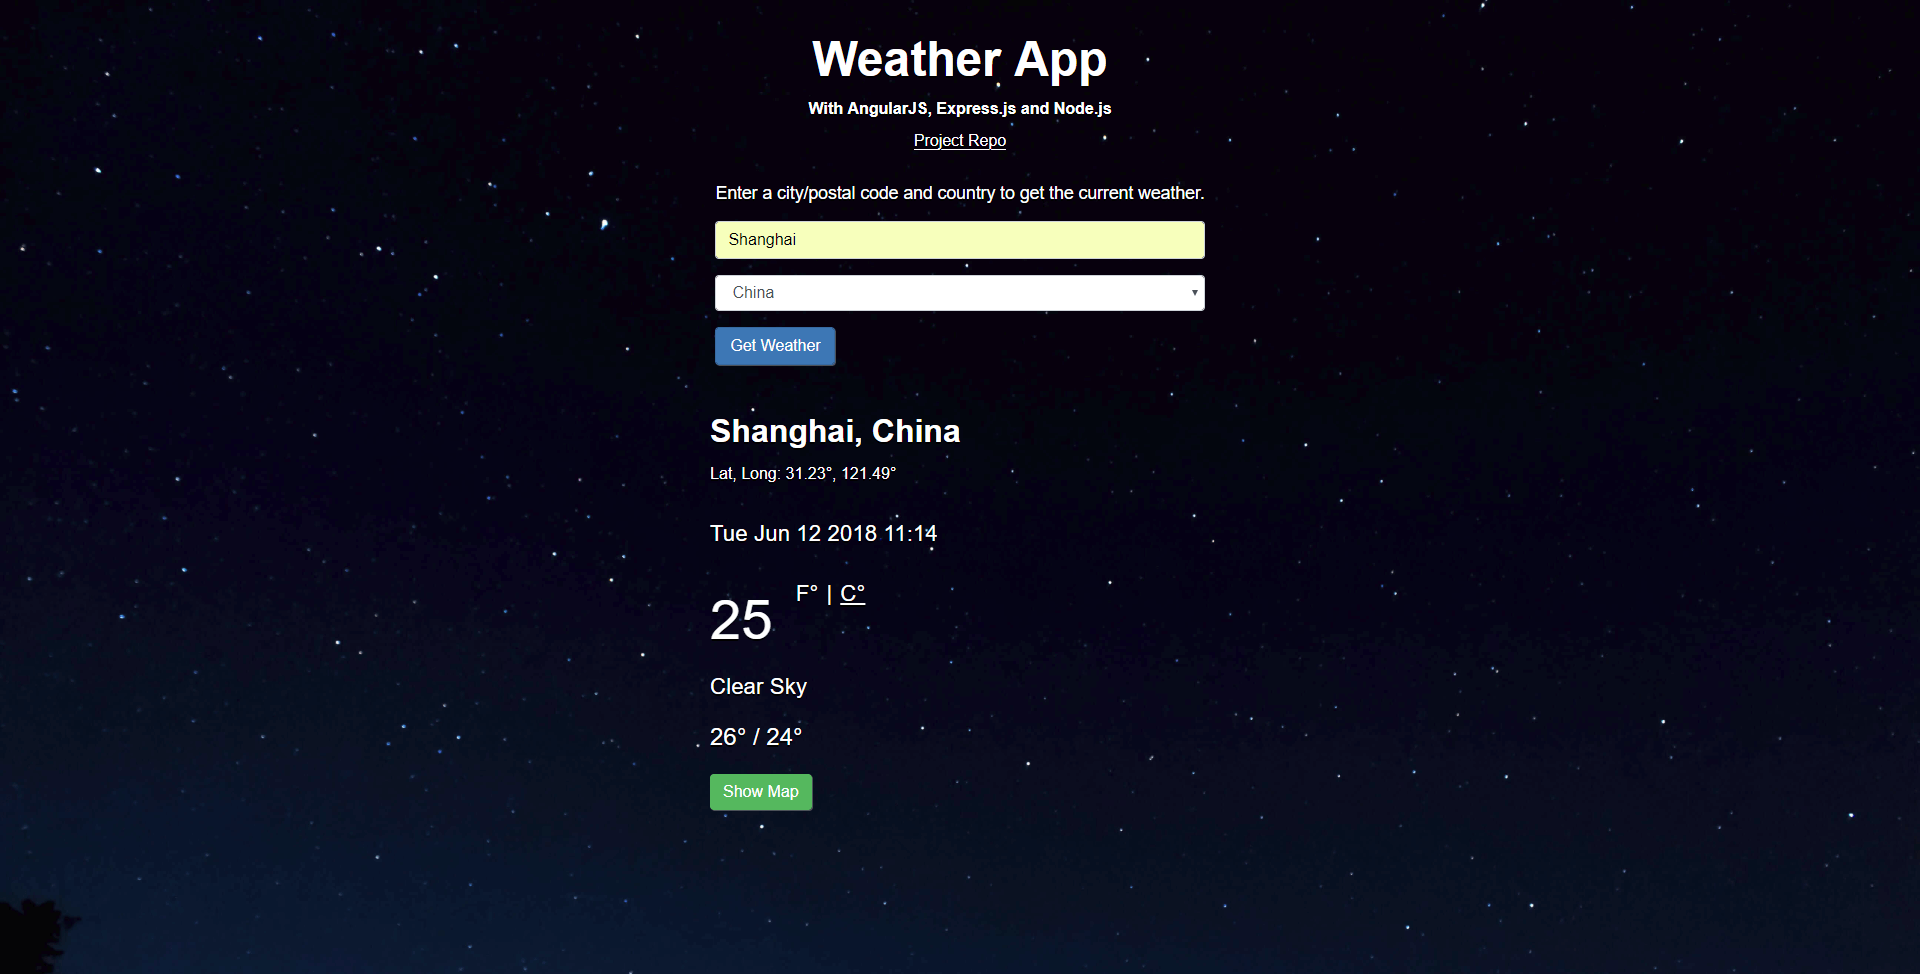 Weather App
With AngularJS, Express.js and Node.js
Project Repo
Enter a city/postal code and country to get the current weather.
Shanghai
China
Get Weather
Shanghai, China
Lat, Long: 31.23°, 121.49°
Tue Jun 12 2018 11:14
25 F° | C°
Clear Sky
26° / 24°
Show Map